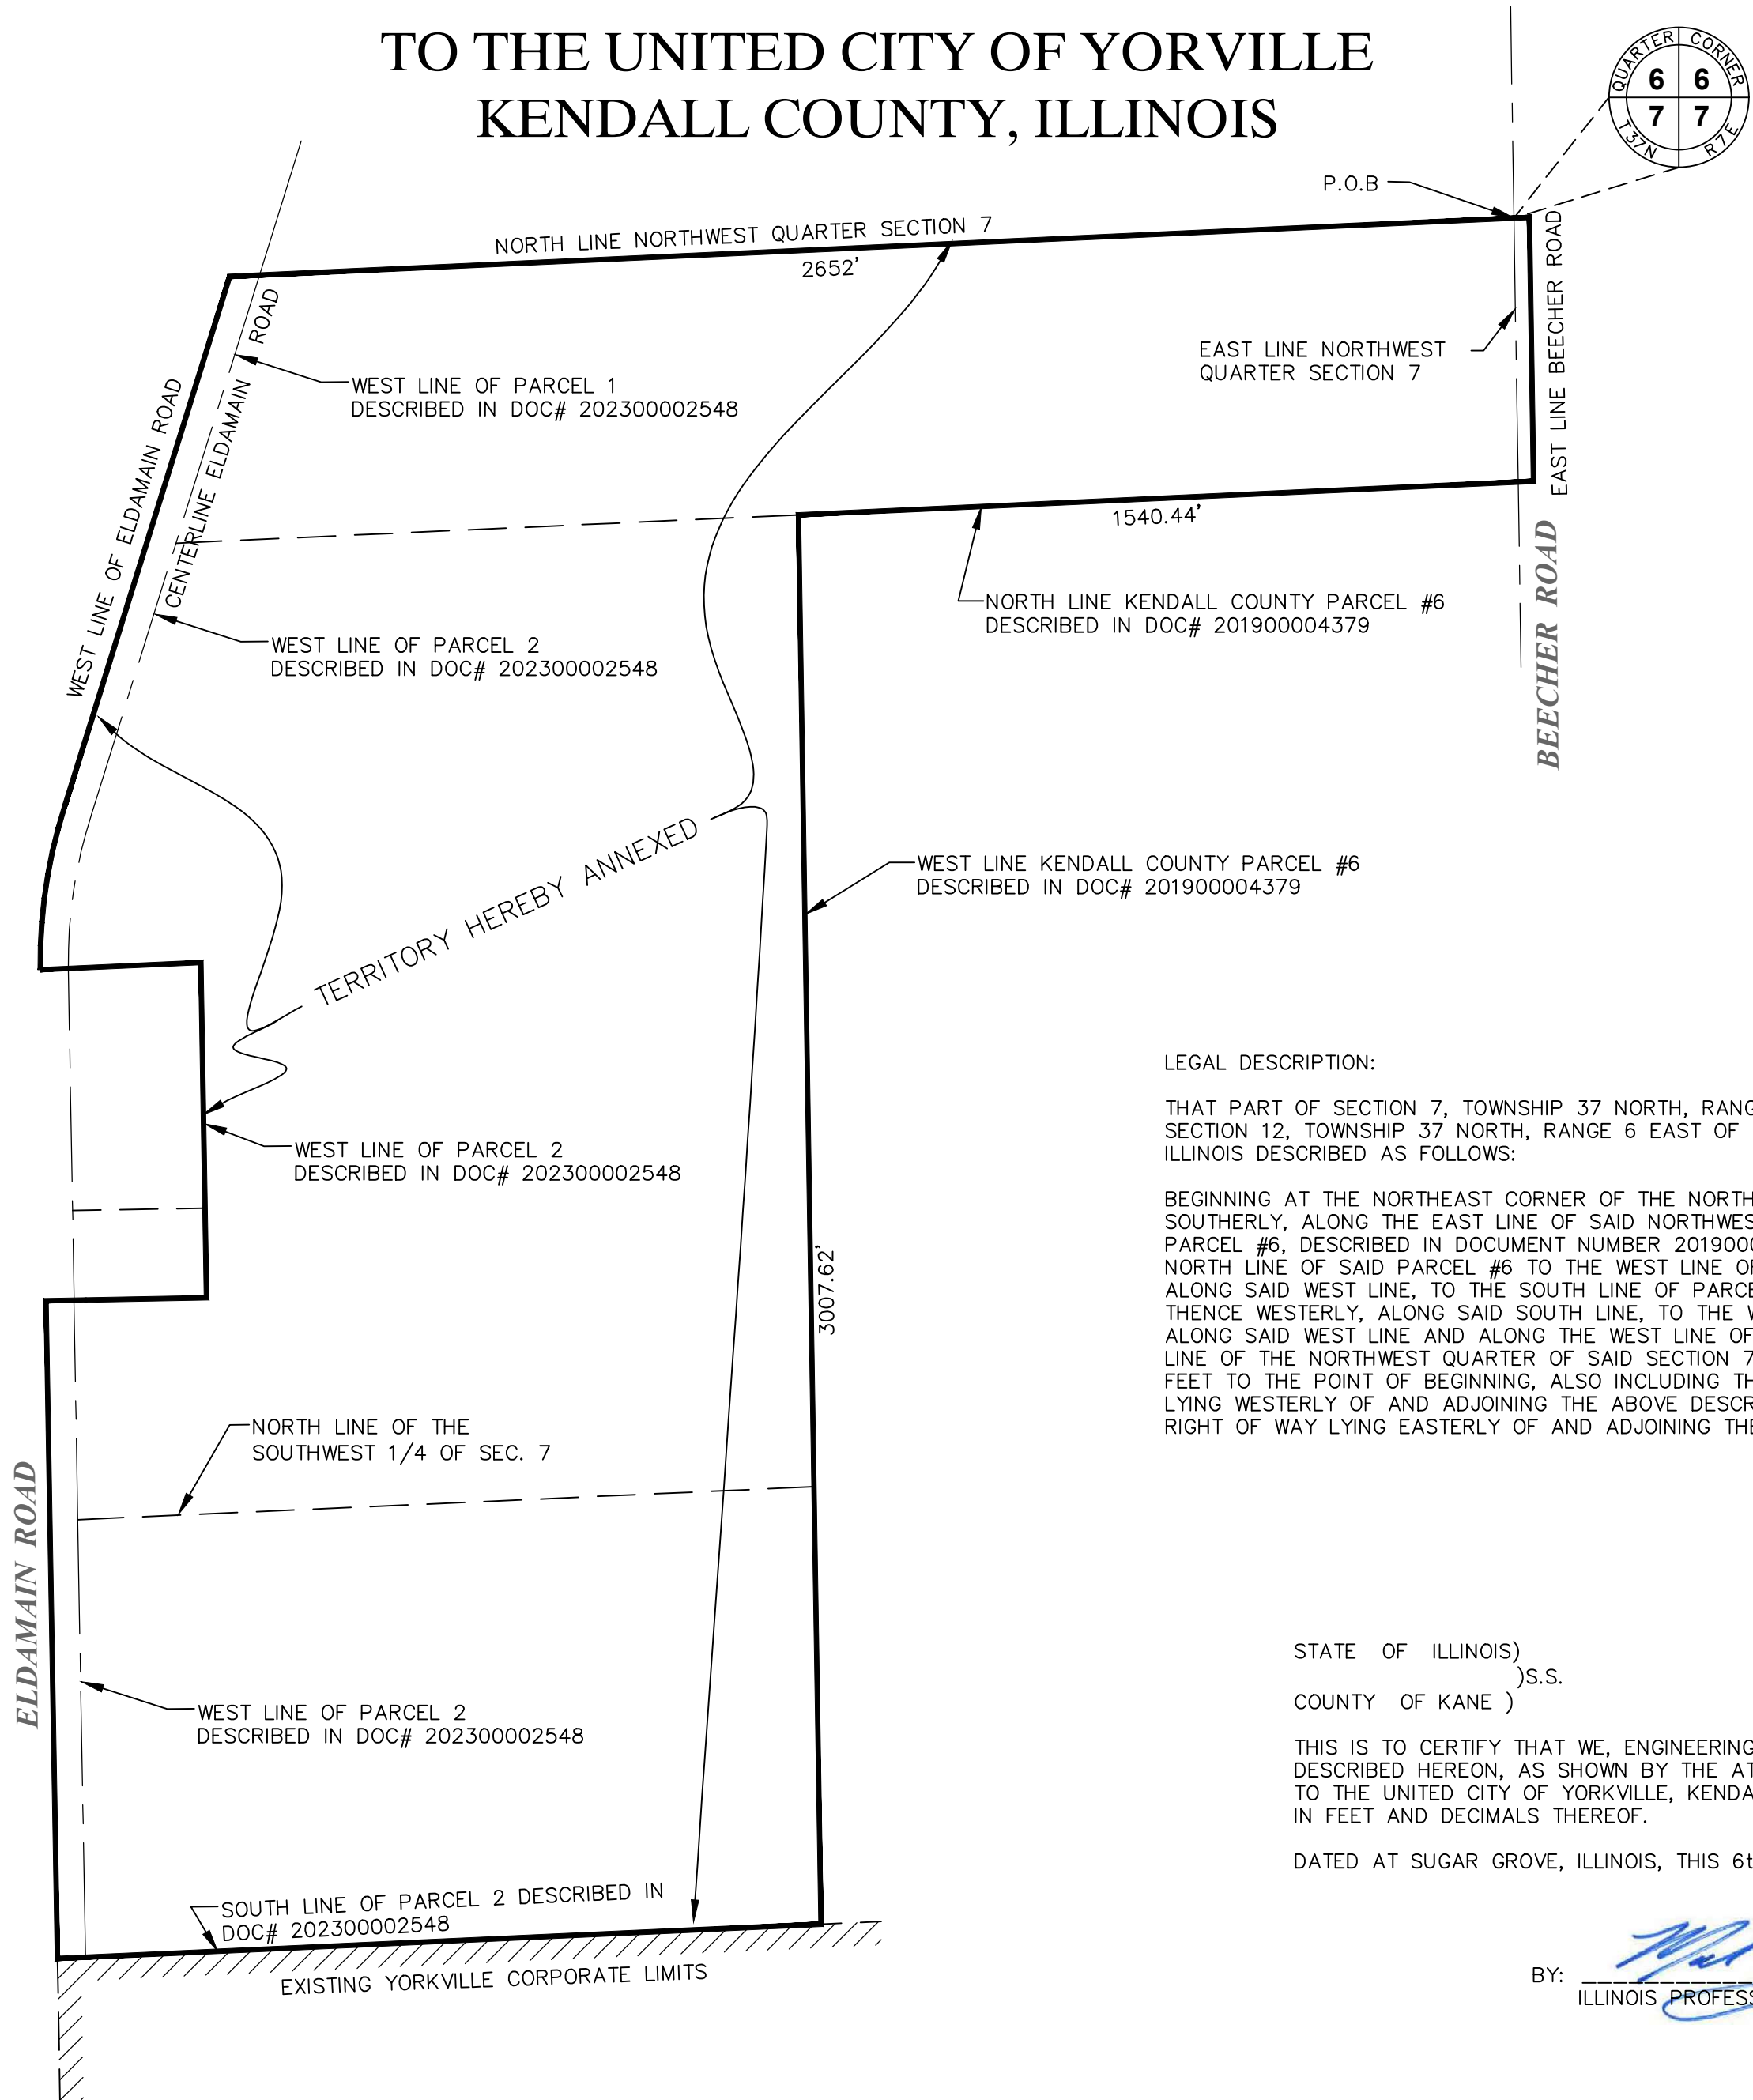 TO THE UNITED CITY OF YORVILLE
KENDALL COUNTY, ILLINOIS
QUARTER CORNER
6 6
7 7
T37N R7E
P.O.B
NORTH LINE NORTHWEST QUARTER SECTION 7
2652'
EAST LINE BEECHER ROAD
EAST LINE NORTHWEST
QUARTER SECTION 7
WEST LINE OF PARCEL 1
DESCRIBED IN DOC# 202300002548
WEST LINE OF ELDAMAIN ROAD
CENTERLINE ELDAMAIN ROAD
1540.44'
BEECHER ROAD
NORTH LINE KENDALL COUNTY PARCEL #6
DESCRIBED IN DOC# 201900004379
WEST LINE OF PARCEL 2
DESCRIBED IN DOC# 202300002548
TERRITORY HEREBY ANNEXED
WEST LINE KENDALL COUNTY PARCEL #6
DESCRIBED IN DOC# 201900004379
WEST LINE OF PARCEL 2
DESCRIBED IN DOC# 202300002548
3007.62'
NORTH LINE OF THE
SOUTHWEST 1/4 OF SEC. 7
ELDAMAIN ROAD
WEST LINE OF PARCEL 2
DESCRIBED IN DOC# 202300002548
SOUTH LINE OF PARCEL 2 DESCRIBED IN
DOC# 202300002548
EXISTING YORKVILLE CORPORATE LIMITS
LEGAL DESCRIPTION:
THAT PART OF SECTION 7, TOWNSHIP 37 NORTH, RANG
SECTION 12, TOWNSHIP 37 NORTH, RANGE 6 EAST OF
ILLINOIS DESCRIBED AS FOLLOWS:
BEGINNING AT THE NORTHEAST CORNER OF THE NORTH
SOUTHERLY, ALONG THE EAST LINE OF SAID NORTHWES
PARCEL #6, DESCRIBED IN DOCUMENT NUMBER 201900
NORTH LINE OF SAID PARCEL #6 TO THE WEST LINE OF
ALONG SAID WEST LINE, TO THE SOUTH LINE OF PARCE
THENCE WESTERLY, ALONG SAID SOUTH LINE, TO THE W
ALONG SAID WEST LINE AND ALONG THE WEST LINE OF
LINE OF THE NORTHWEST QUARTER OF SAID SECTION 7
FEET TO THE POINT OF BEGINNING, ALSO INCLUDING TH
LYING WESTERLY OF AND ADJOINING THE ABOVE DESCR
RIGHT OF WAY LYING EASTERLY OF AND ADJOINING THE
STATE OF ILLINOIS)
)S.S.
COUNTY OF KANE )
THIS IS TO CERTIFY THAT WE, ENGINEERING
DESCRIBED HEREON, AS SHOWN BY THE AT
TO THE UNITED CITY OF YORKVILLE, KENDA
IN FEET AND DECIMALS THEREOF.
DATED AT SUGAR GROVE, ILLINOIS, THIS 6t
BY:
ILLINOIS PROFESS